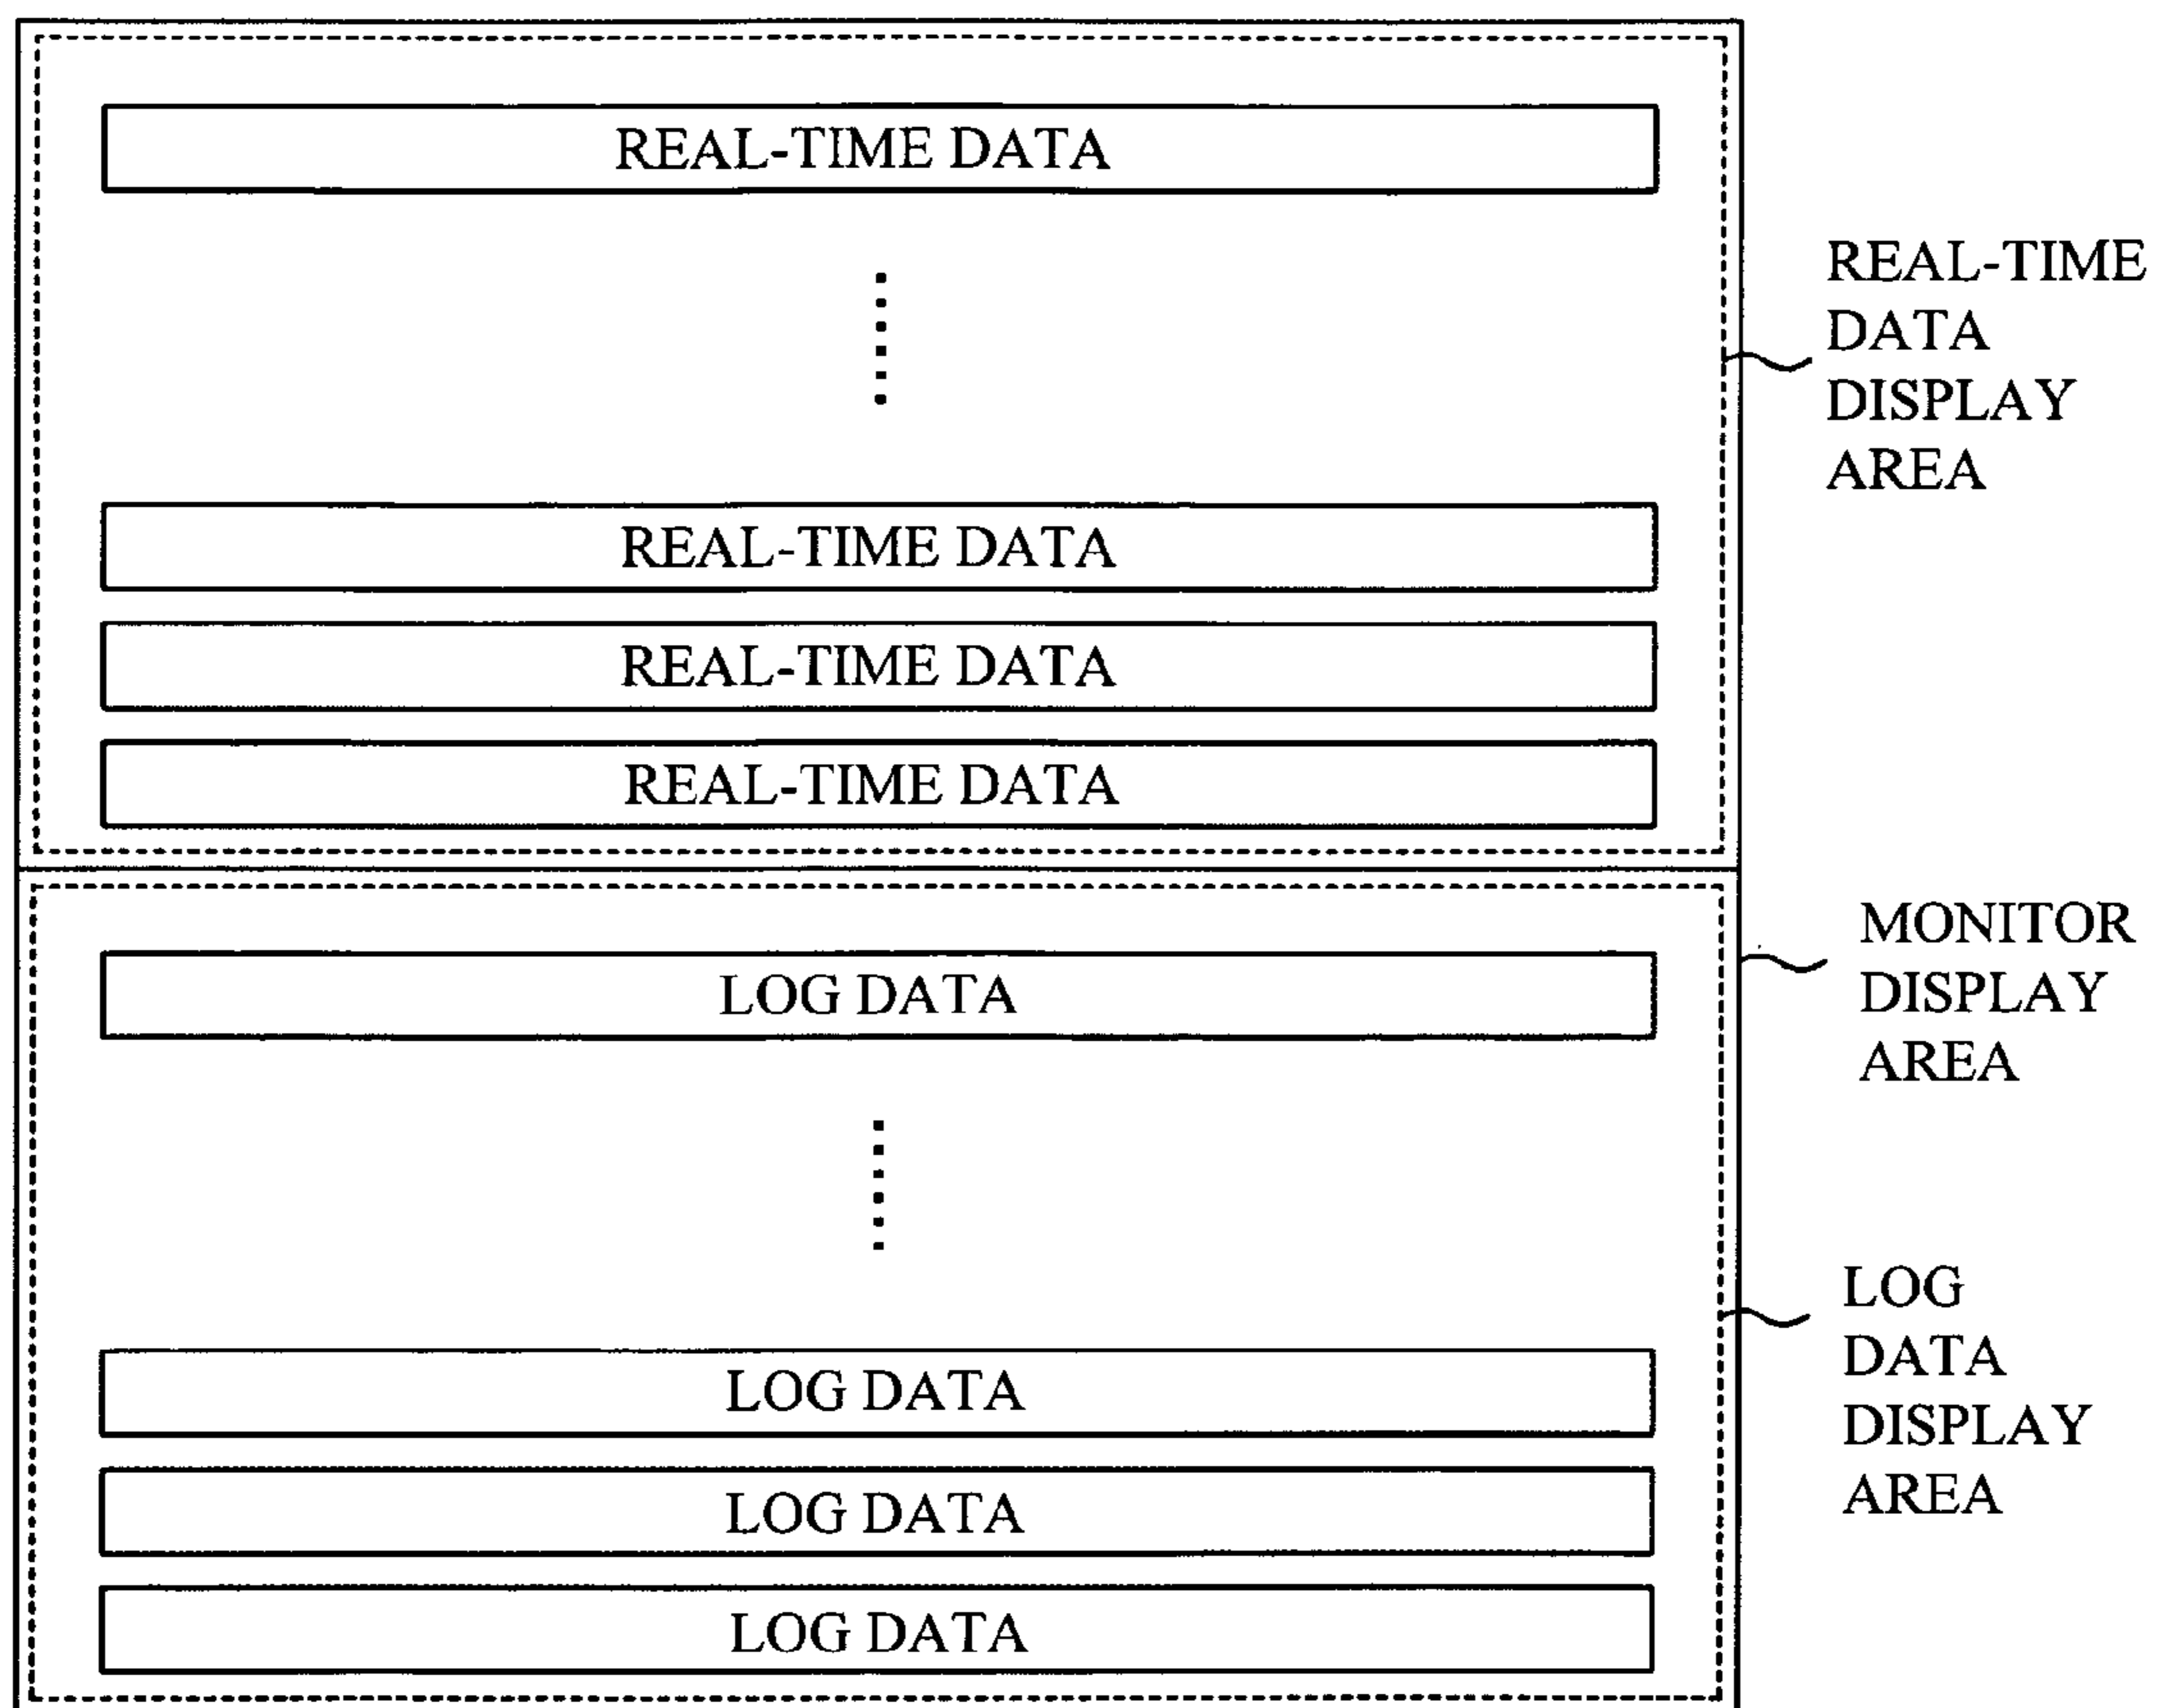 REAL-TIME DATA
REAL-TIME DATA
REAL-TIME DATA
REAL-TIME DATA
REAL-TIME
DATA
DISPLAY
AREA
LOG DATA
LOG DATA
LOG DATA
LOG DATA
MONITOR
DISPLAY
AREA
LOG
DATA
DISPLAY
AREA